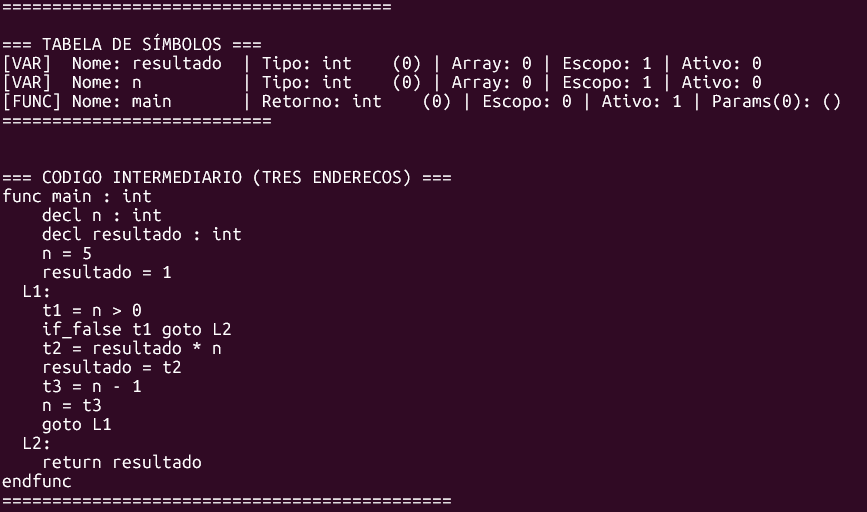 =======================================
=== TABELA DE SÍMBOLOS ===
[VAR]  Nome: resultado  | Tipo: int    (0) | Array: 0 | Escopo: 1 | Ativo: 0
[VAR]  Nome: n          | Tipo: int    (0) | Array: 0 | Escopo: 1 | Ativo: 0
[FUNC] Nome: main       | Retorno: int    (0) | Escopo: 0 | Ativo: 1 | Params(0): ()
===========================
=== CODIGO INTERMEDIARIO (TRES ENDERECOS) ===
func main : int
    decl n : int
    decl resultado : int
    n = 5
    resultado = 1
  L1:
    t1 = n > 0
    if_false t1 goto L2
    t2 = resultado * n
    resultado = t2
    t3 = n - 1
    n = t3
    goto L1
  L2:
    return resultado
endfunc
=============================================